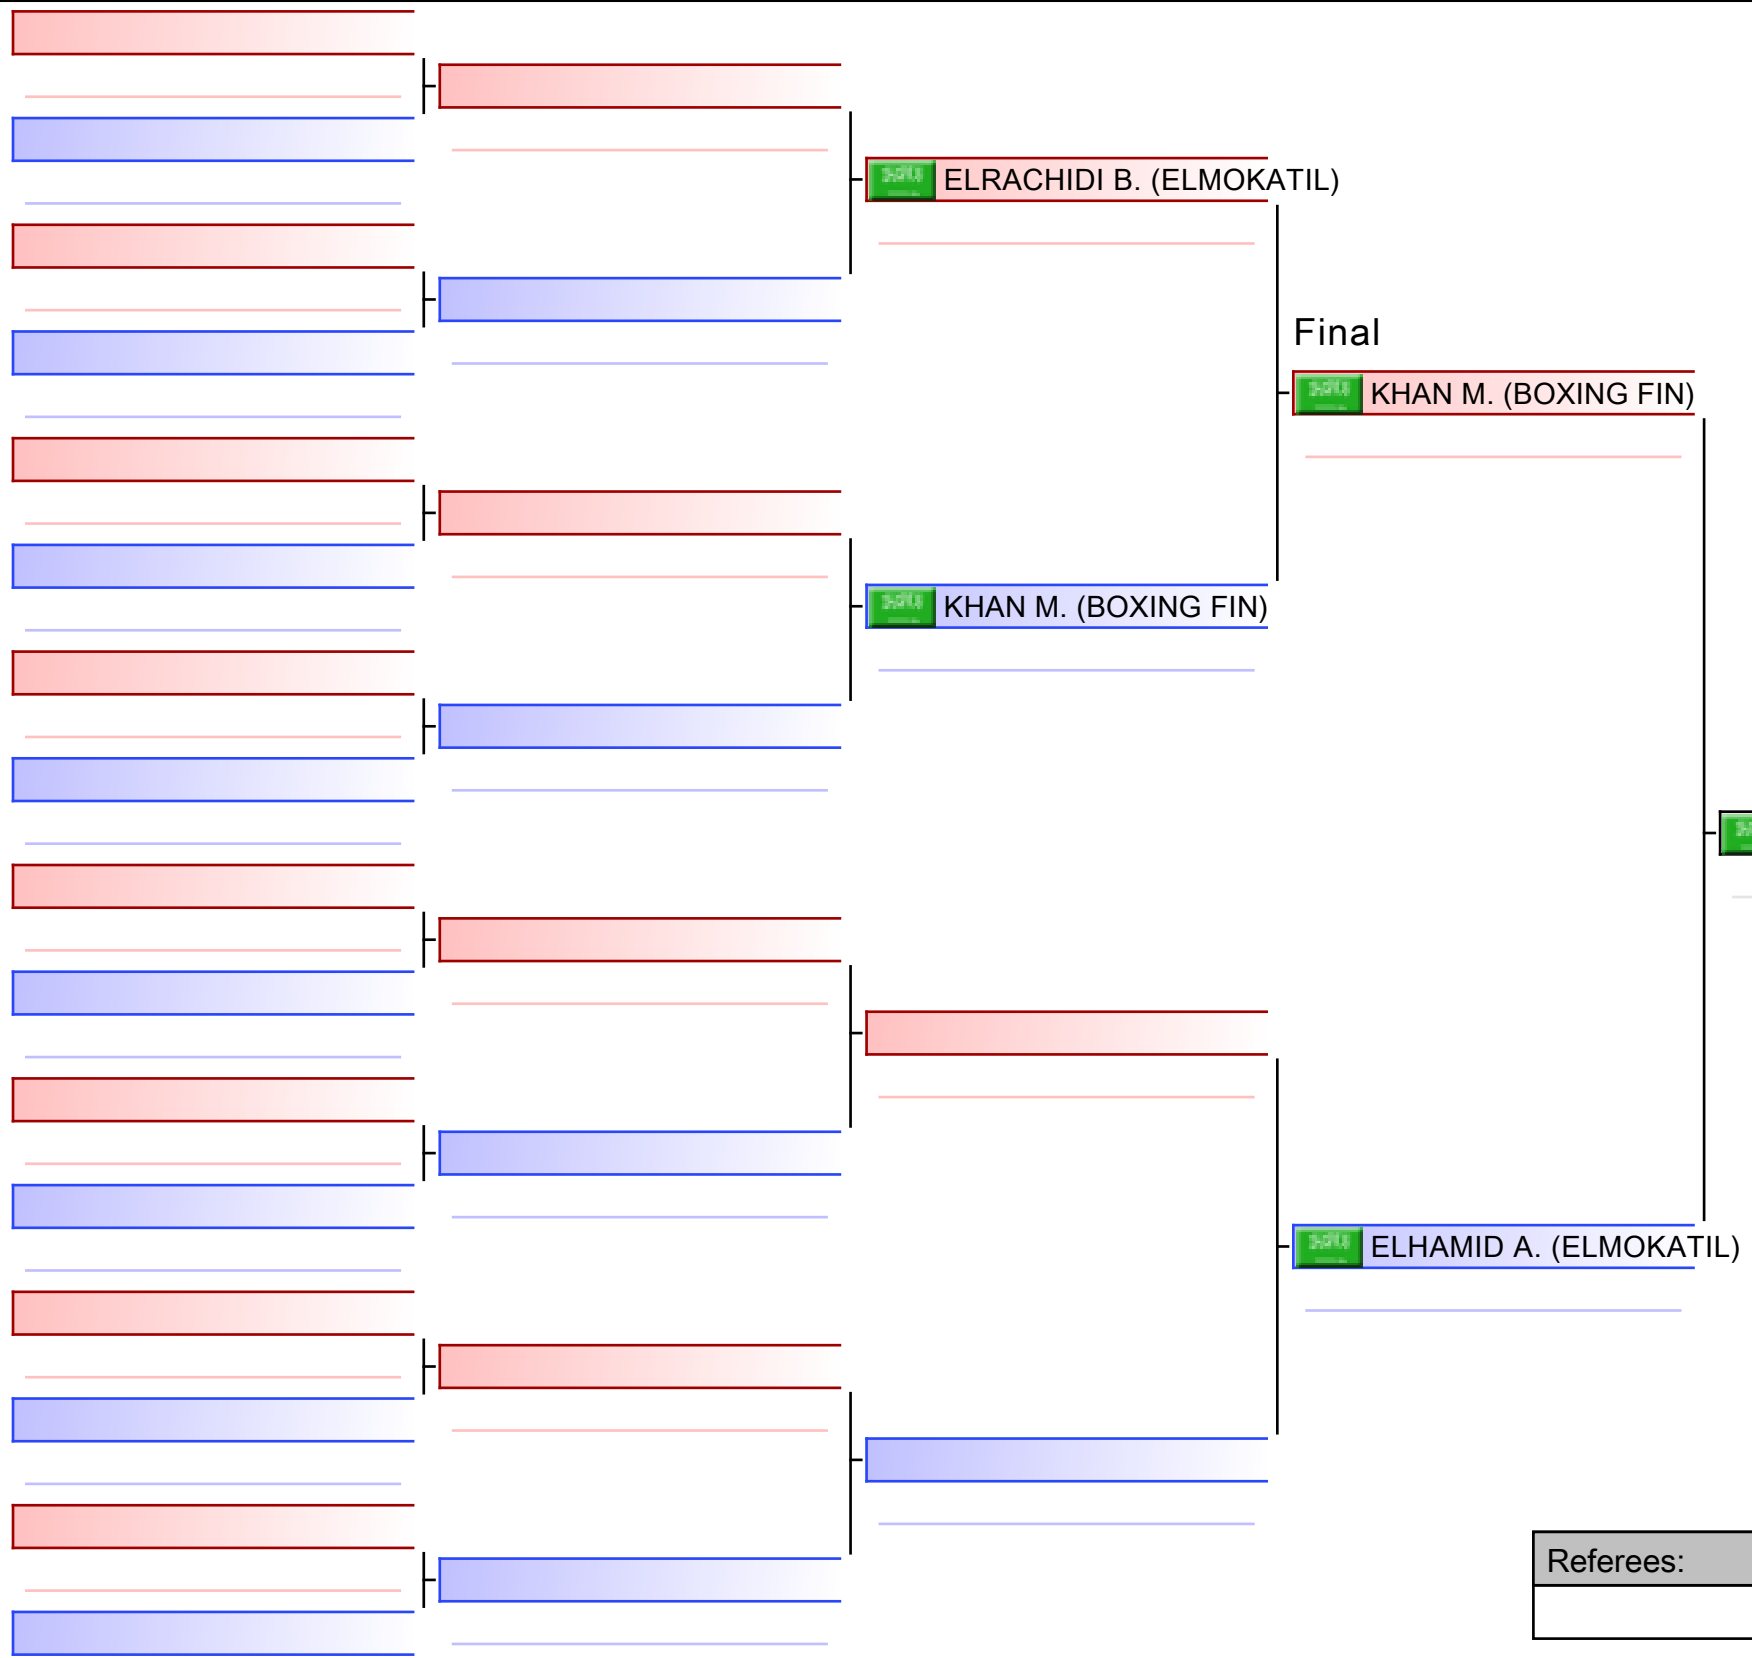 ELRACHIDI B. (ELMOKATIL)
Final
KHAN M. (BOXING FIN)
KHAN M. (BOXING FIN)
ELHAMID A. (ELMOKATIL)
Referees: